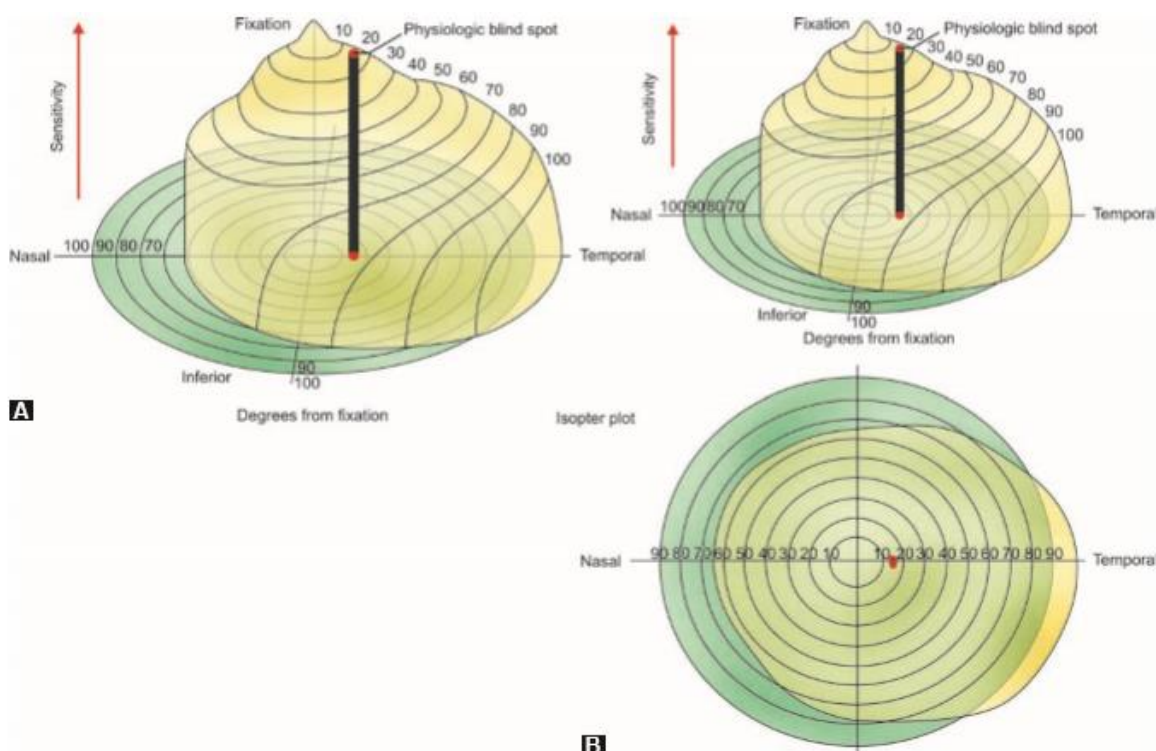 Fixation
10
20
Physiologic blind spot
30
40
50
60
70
80
90
100
Sensitivity
Nasal
100 90 80 70
Temporal
Inferior
90
100
Degrees from fixation
A
Fixation
10
20
Physiologic blind spot
30
40
50
60
70
80
90
100
Sensitivity
Nasal
100 90 80 70
Temporal
Inferior
90
100
Degrees from fixation
Isopter plot
Nasal
90 80 70 60 50 40 30 20 10
10 20 30 40 50 60 70 80 90
Temporal
B